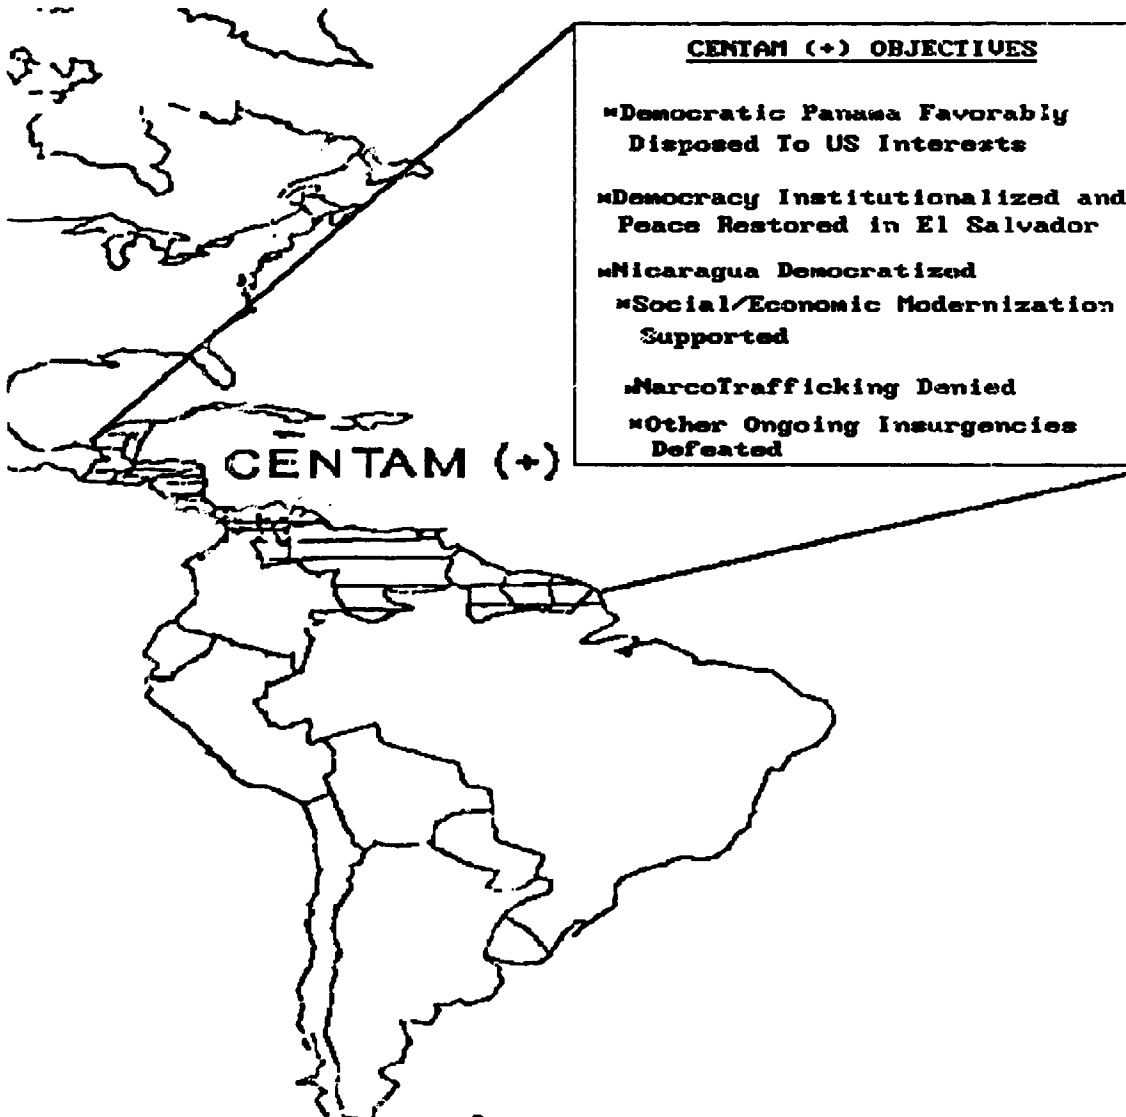 CENTAM (+) OBJECTIVES
*Democratic Panama Favorably
Disposed To US Interests
*Democracy Institutionalized and
Peace Restored in El Salvador
*Nicaragua Democratized
*Social/Economic Modernization
Supported
*NarcoTrafficking Denied
*Other Ongoing Insurgencies
Defeated
CENTAM (+)